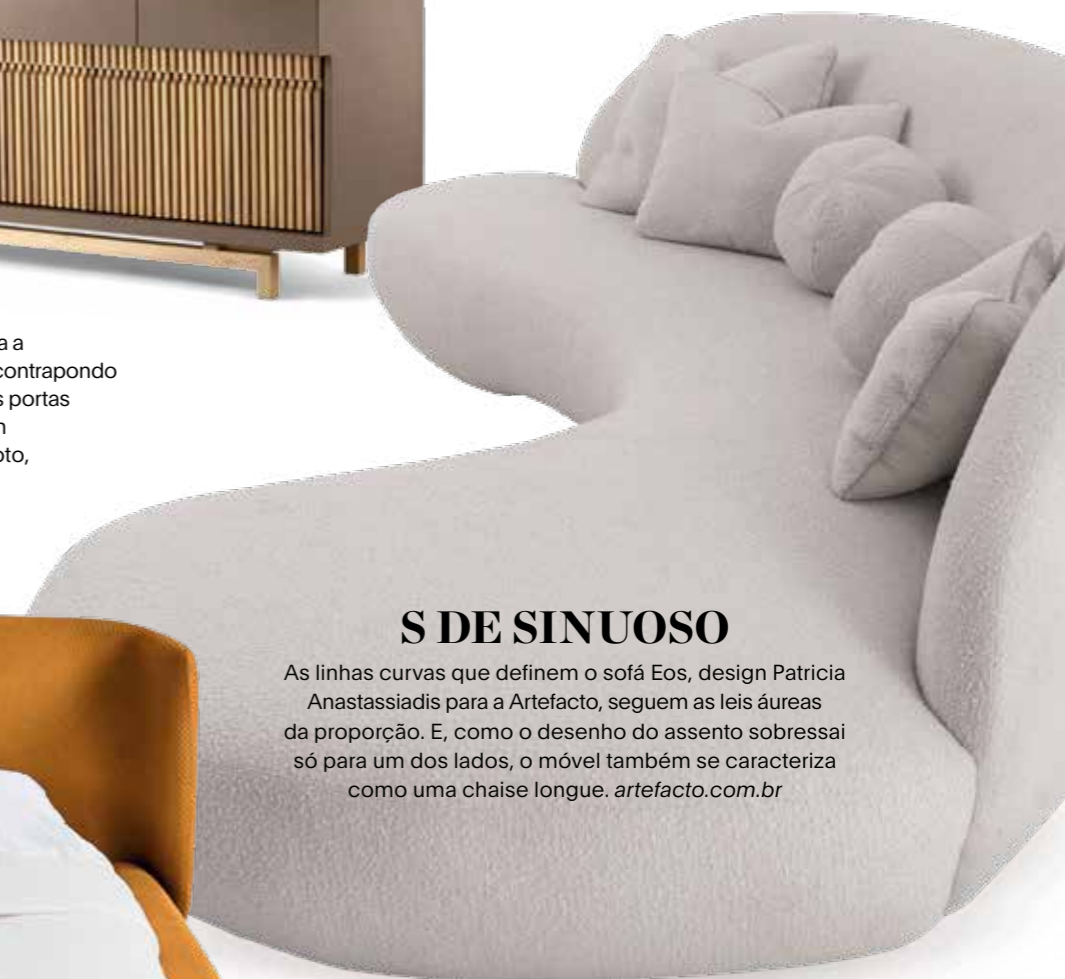 a a
contrapondo
s portas
oto,
S DE SINUOSO
As linhas curvas que definem o sofá Eos, design Patricia
Anastassiadis para a Artefacto, seguem as leis áureas
da proporção. E, como o desenho do assento sobressai
só para um dos lados, o móvel também se caracteriza
como uma chaise longue. artefacto.com.br